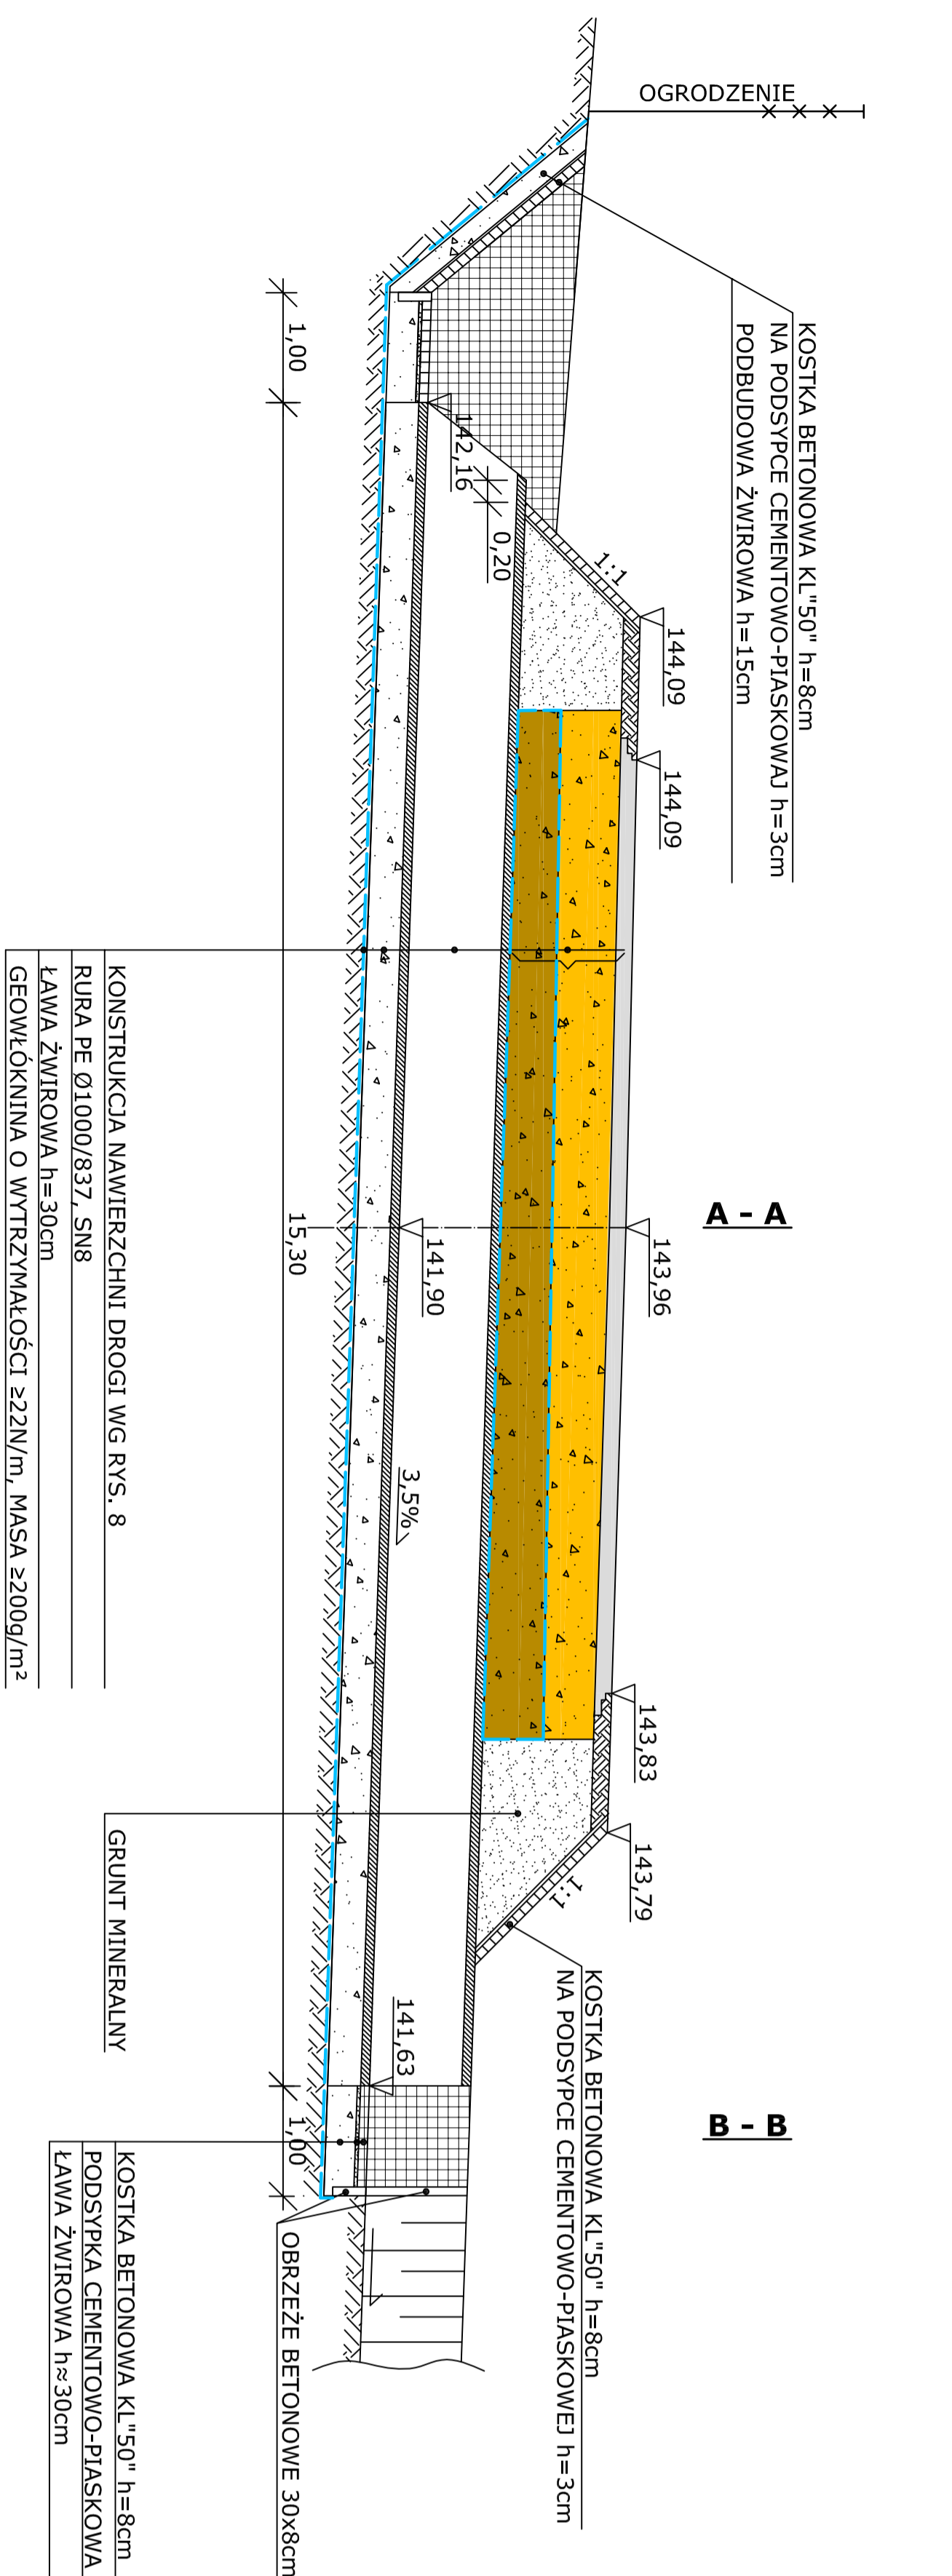 OGRODZENIE
KOSTKA BETONOWA KL"50" h=8cm
NA PODSYPCE CEMENTOWO-PIASKOWAJ h=3cm
PODBUDOWA ŻWIROWA h=15cm
A - A
B - B
1:1
144,09
144,09
143,96
143,83
143,79
1:1
KOSTKA BETONOWA KL"50" h=8cm
NA PODSYPCE CEMENTOWO-PIASKOWEJ h=3cm
142,16
0,20
141,90
3,5%
141,63
1,00
15,30
1,00
OBRZEŻE BETONOWE 30x8cm
KONSTRUKCJA NAWIERZCHNI DROGI WG RYS. 8
RURA PE Ø1000/837, SN8
ŁAWA ŻWIROWA h=30cm
GEOWŁÓKNINA O WYTRZYMAŁOŚCI ≥22N/m, MASA ≥200g/m²
GRUNT MINERALNY
KOSTKA BETONOWA KL"50" h=8cm
PODSYPKA CEMENTOWO-PIASKOWA
ŁAWA ŻWIROWA h≈30cm